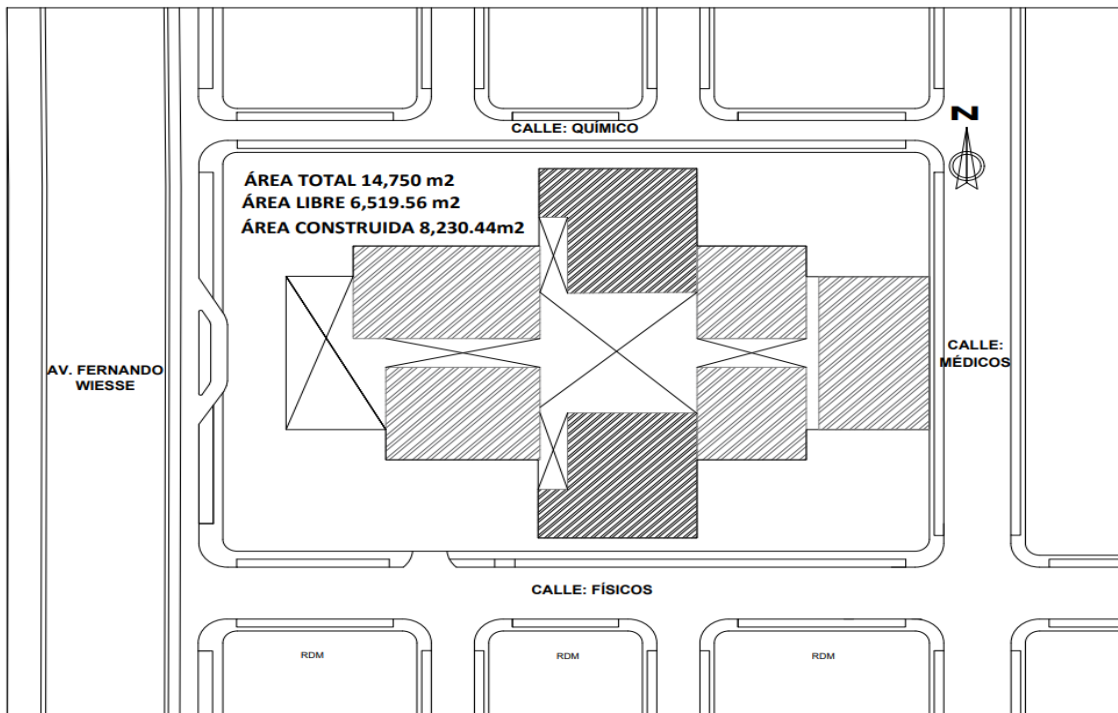 CALLE: QUÍMICO
N
ÁREA TOTAL 14,750 m2
ÁREA LIBRE 6,519.56 m2
ÁREA CONSTRUIDA 8,230.44m2
AV. FERNANDO
WIESSE
CALLE:
MÉDICOS
CALLE: FÍSICOS
RDM
RDM
RDM